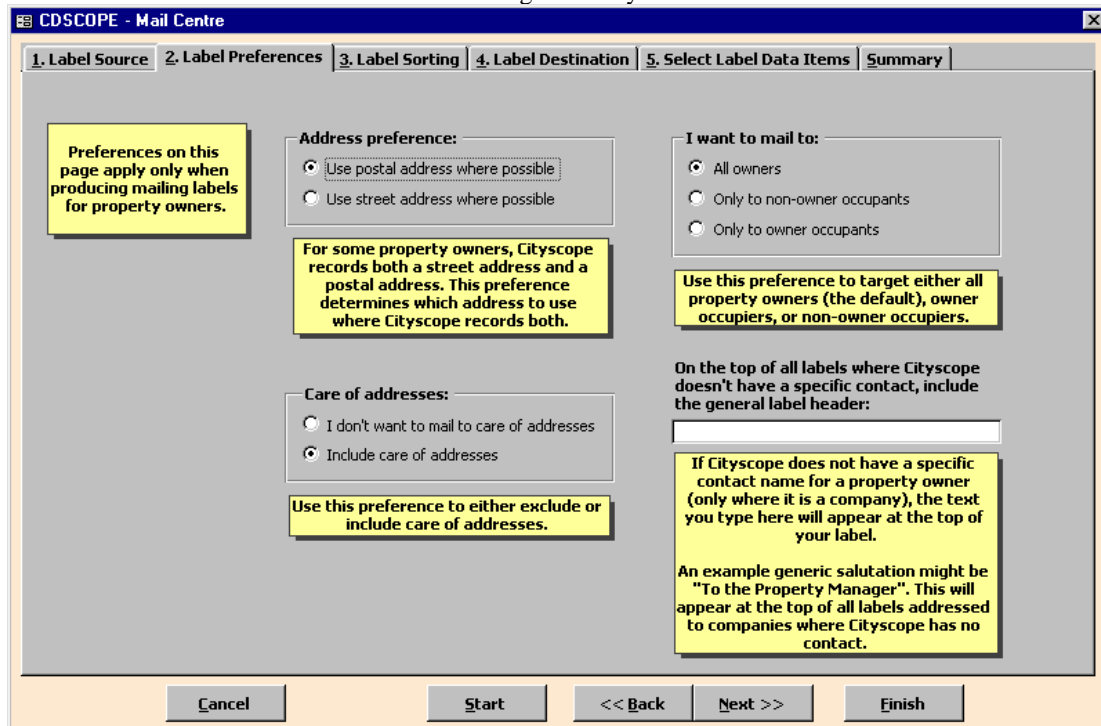 CDSCOPE - Mail Centre
1. Label Source 2. Label Preferences 3. Label Sorting 4. Label Destination 5. Select Label Data Items Summary
Preferences on this
page apply only when
producing mailing labels
for property owners.
Address preference:
Use postal address where possible
Use street address where possible
For some property owners, Cityscope
records both a street address and a
postal address. This preference
determines which address to use
where Cityscope records both.
Care of addresses:
I don't want to mail to care of addresses
Include care of addresses
Use this preference to either exclude or
include care of addresses.
I want to mail to:
All owners
Only to non-owner occupants
Only to owner occupants
Use this preference to target either all
property owners (the default), owner
occupiers, or non-owner occupiers.
On the top of all labels where Cityscope
doesn't have a specific contact, include
the general label header:
If Cityscope does not have a specific
contact name for a property owner
(only where it is a company), the text
you type here will appear at the top of
your label.
An example generic salutation might be
"To the Property Manager". This will
appear at the top of all labels addressed
to companies where Cityscope has no
contact.
Cancel Start << Back Next >> Finish